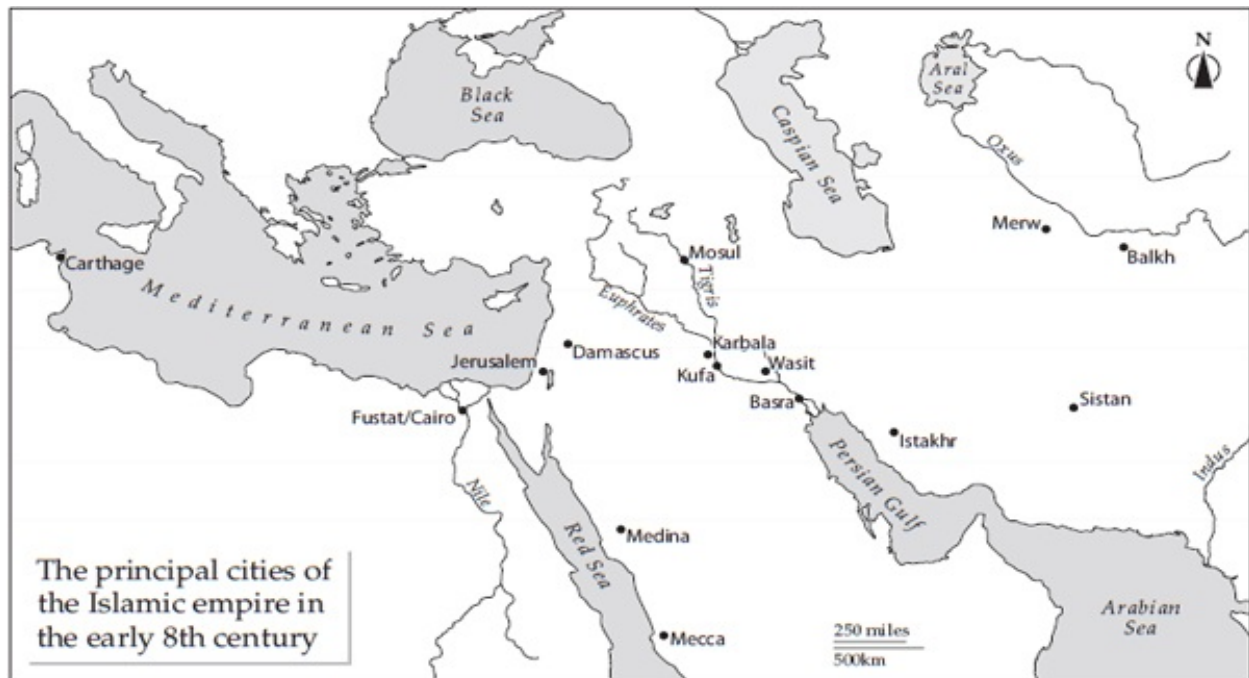 N
Black
Sea
Caspian Sea
Aral
Sea
Oxus
Merw
Balkh
Carthage
Mosul
Tigris
Euphrates
Mediterranean Sea
Damascus
Karbala
Jerusalem
Kufa
Wasit
Basra
Sistan
Fustat/Cairo
Istakhr
Indus
Nile
Persian Gulf
Red Sea
Medina
The principal cities of
the Islamic empire in
the early 8th century
Mecca
250 miles
500km
Arabian
Sea